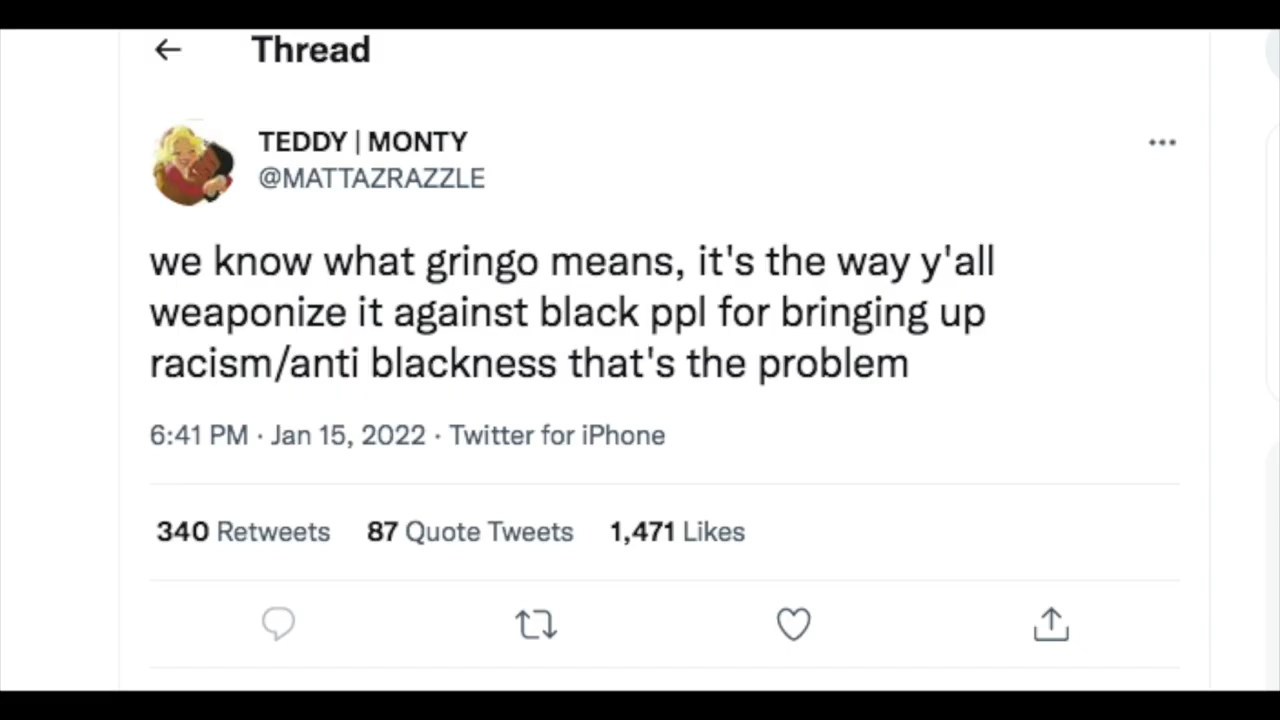 Thread
TEDDY | MONTY
@MATTAZRAZZLE
we know what gringo means, it's the way y'all
weaponize it against black ppl for bringing up
racism/anti blackness that's the problem
6:41 PM · Jan 15, 2022 · Twitter for iPhone
340 Retweets 87 Quote Tweets 1,471 Likes